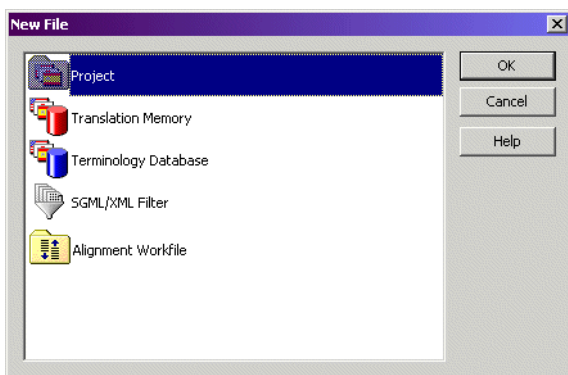 New File
Project
Translation Memory
Terminology Database
SGML/XML Filter
Alignment Workfile
OK
Cancel
Help